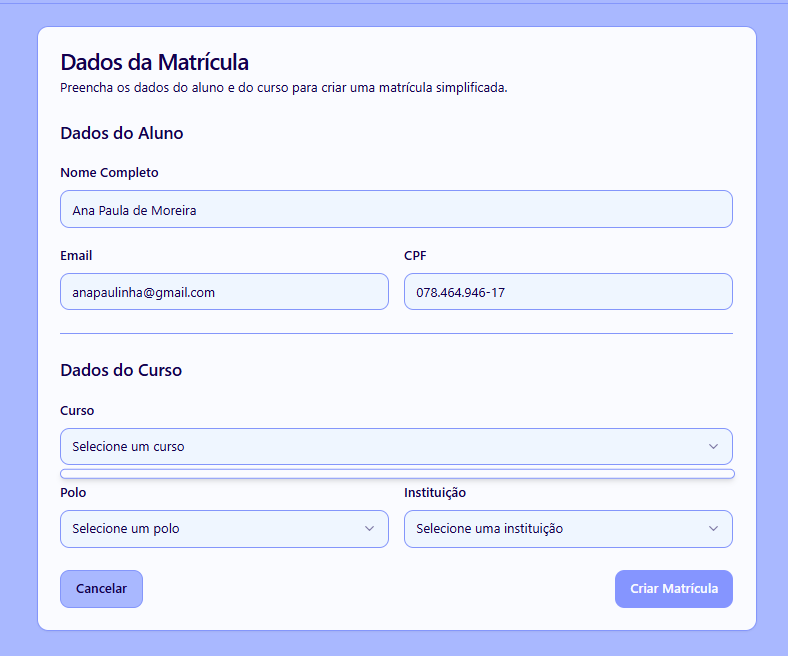 Dados da Matrícula
Preencha os dados do aluno e do curso para criar uma matrícula simplificada.
Dados do Aluno
Nome Completo
Ana Paula de Moreira
Email
CPF
anapaulinha@gmail.com
078.464.946-17
Dados do Curso
Curso
Selecione um curso
Polo
Instituição
Selecione um polo
Selecione uma instituição
Cancelar
Criar Matrícula